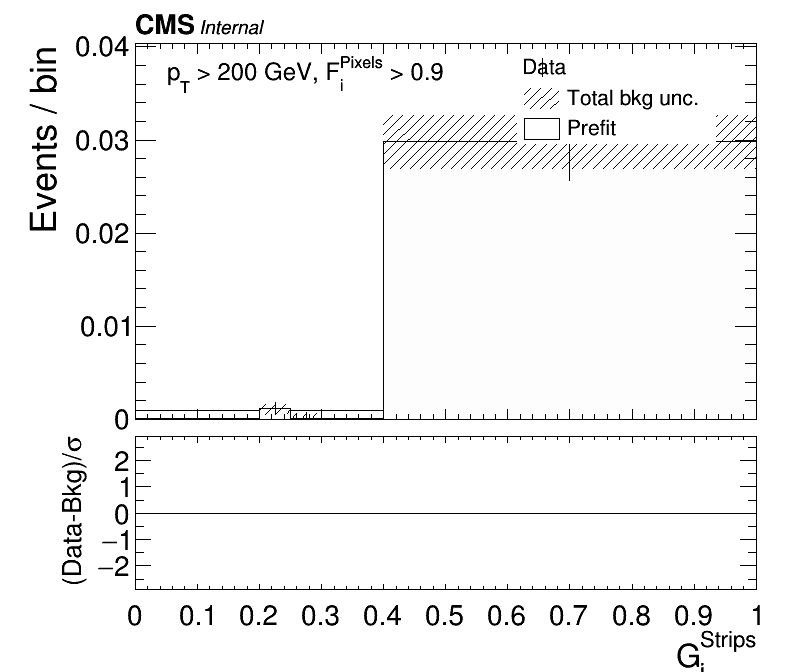 CMS Internal
p_T > 200 GeV, F_i^Pixels > 0.9
Data
Total bkg unc.
Prefit
Events / bin
0.04
0.03
0.02
0.01
0
(Data-Bkg)/σ
2
1
0
−1
−2
0 0.1 0.2 0.3 0.4 0.5 0.6 0.7 0.8 0.9 1
G_i^Strips